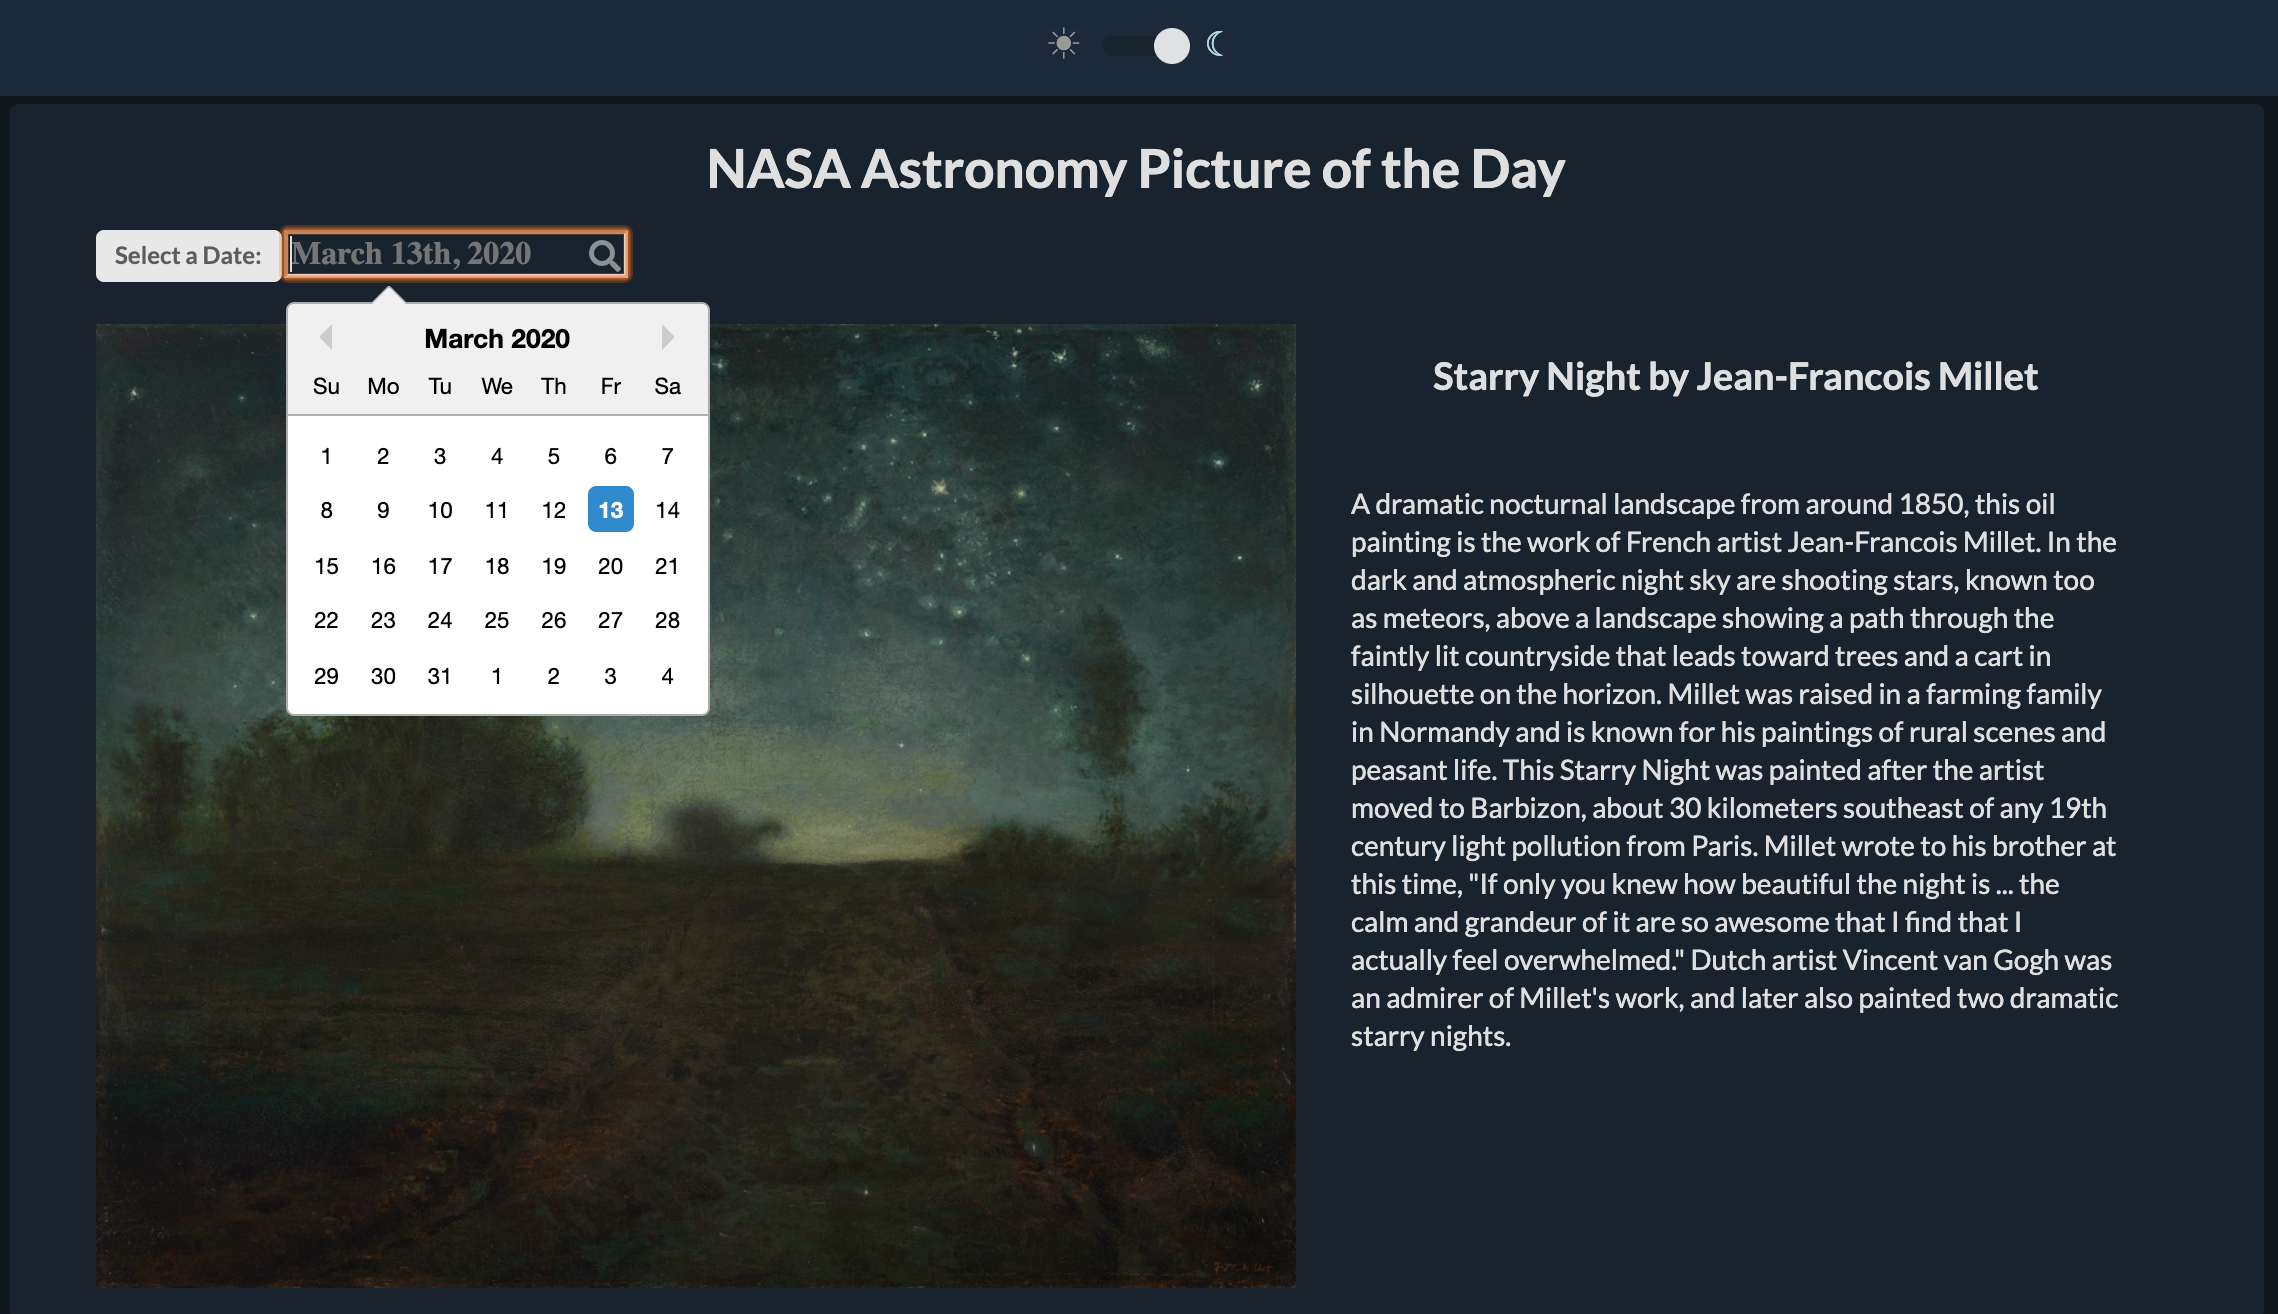 NASA Astronomy Picture of the Day
Select a Date:
March 13th, 2020
March 2020
Su Mo Tu We Th Fr Sa
1 2 3 4 5 6 7
8 9 10 11 12 13 14
15 16 17 18 19 20 21
22 23 24 25 26 27 28
29 30 31 1 2 3 4
Starry Night by Jean-Francois Millet
A dramatic nocturnal landscape from around 1850, this oil
painting is the work of French artist Jean-Francois Millet. In the
dark and atmospheric night sky are shooting stars, known too
as meteors, above a landscape showing a path through the
faintly lit countryside that leads toward trees and a cart in
silhouette on the horizon. Millet was raised in a farming family
in Normandy and is known for his paintings of rural scenes and
peasant life. This Starry Night was painted after the artist
moved to Barbizon, about 30 kilometers southeast of any 19th
century light pollution from Paris. Millet wrote to his brother at
this time, "If only you knew how beautiful the night is ... the
calm and grandeur of it are so awesome that I find that I
actually feel overwhelmed." Dutch artist Vincent van Gogh was
an admirer of Millet's work, and later also painted two dramatic
starry nights.